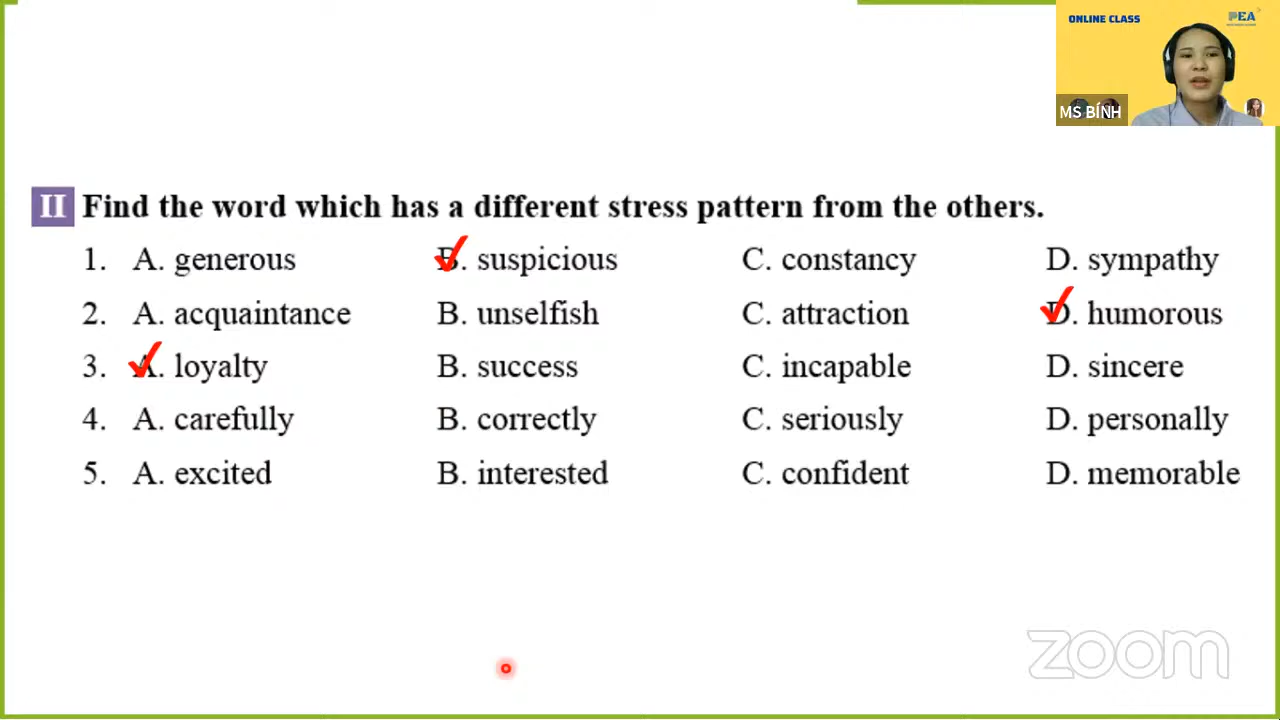 ONLINE CLASS
PEA
MS BÍNH
II Find the word which has a different stress pattern from the others.
1. A. generous B. suspicious C. constancy D. sympathy
2. A. acquaintance B. unselfish C. attraction D. humorous
3. A. loyalty B. success C. incapable D. sincere
4. A. carefully B. correctly C. seriously D. personally
5. A. excited B. interested C. confident D. memorable
zoom